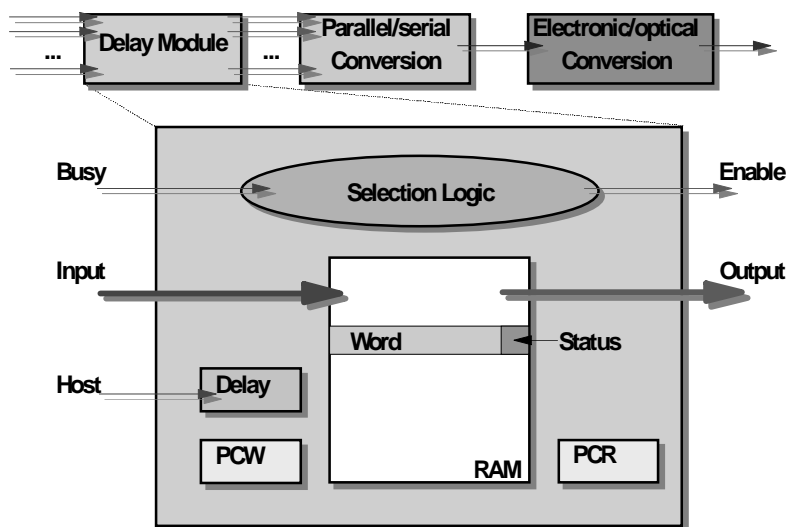 ...
Delay Module
...
Parallel/serial
Conversion
Electronic/optical
Conversion
Busy
Selection Logic
Enable
Input
Output
Word
Status
Host
Delay
PCW
RAM
PCR